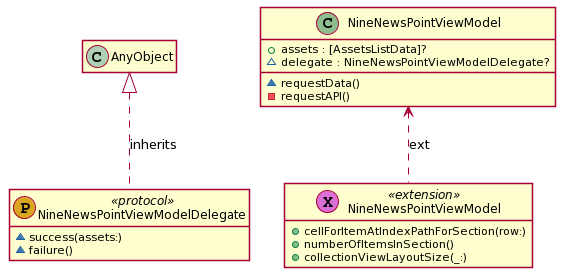 C AnyObject
inherits
P «protocol»
NineNewsPointViewModelDelegate
success(assets:)
failure()
C NineNewsPointViewModel
assets : [AssetsListData]?
delegate : NineNewsPointViewModelDelegate?
requestData()
requestAPI()
ext
X «extension»
NineNewsPointViewModel
cellForItemAtIndexPathForSection(row:)
numberOfItemsInSection()
collectionViewLayoutSize(_:)